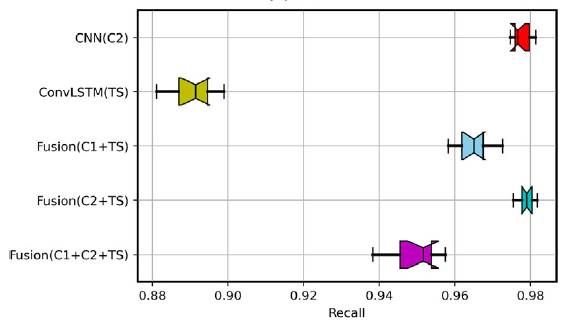 CNN(C2)
ConvLSTM(TS)
Fusion(C1+TS)
Fusion(C2+TS)
Fusion(C1+C2+TS)
0.88 0.90 0.92 0.94 0.96 0.98
Recall